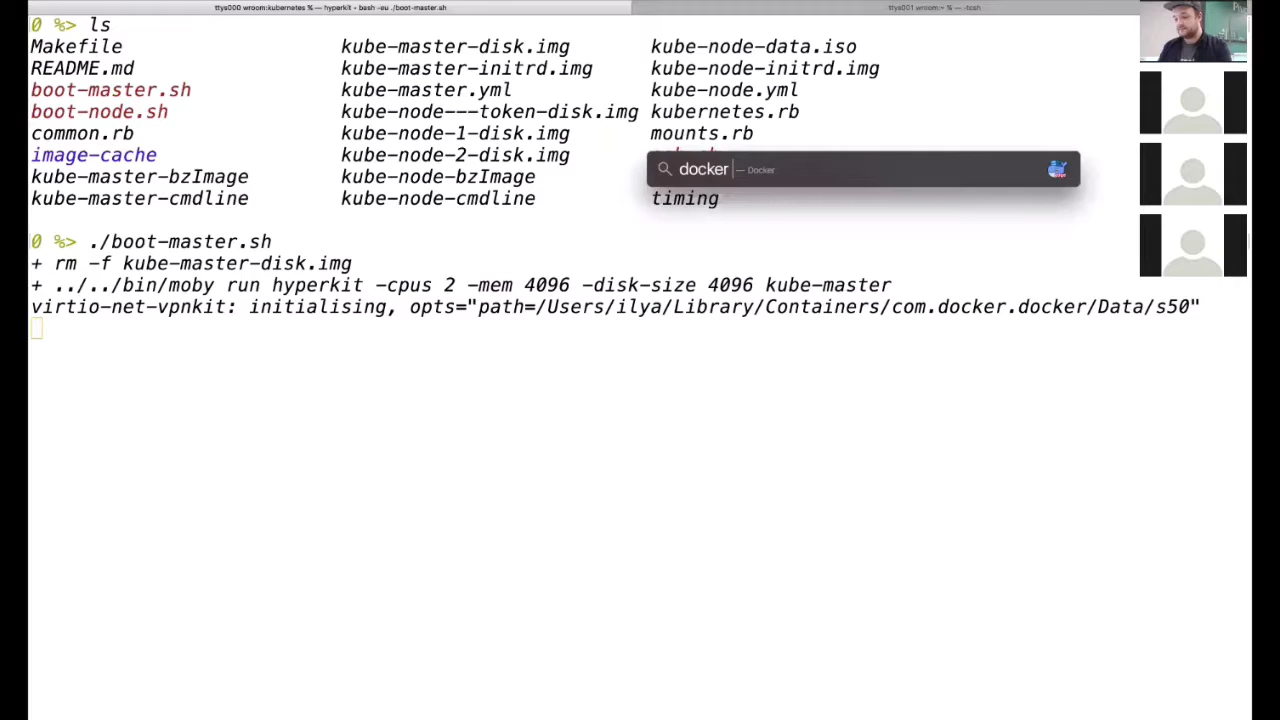 ttys000 wroom:kubernetes % — hyperkit ◂ bash -eu ./boot-master.sh
ttys001 wroom:~ % — -tcsh
0 %> ls
Makefile kube-master-disk.img kube-node-data.iso
README.md kube-master-initrd.img kube-node-initrd.img
boot-master.sh kube-master.yml kube-node.yml
boot-node.sh kube-node---token-disk.img kubernetes.rb
common.rb kube-node-1-disk.img mounts.rb
image-cache kube-node-2-disk.img
docker — Docker
kube-master-bzImage kube-node-bzImage
kube-master-cmdline kube-node-cmdline timing
0 %> ./boot-master.sh
+ rm -f kube-master-disk.img
+ ../../bin/moby run hyperkit -cpus 2 -mem 4096 -disk-size 4096 kube-master
virtio-net-vpnkit: initialising, opts="path=/Users/ilya/Library/Containers/com.docker.docker/Data/s50"